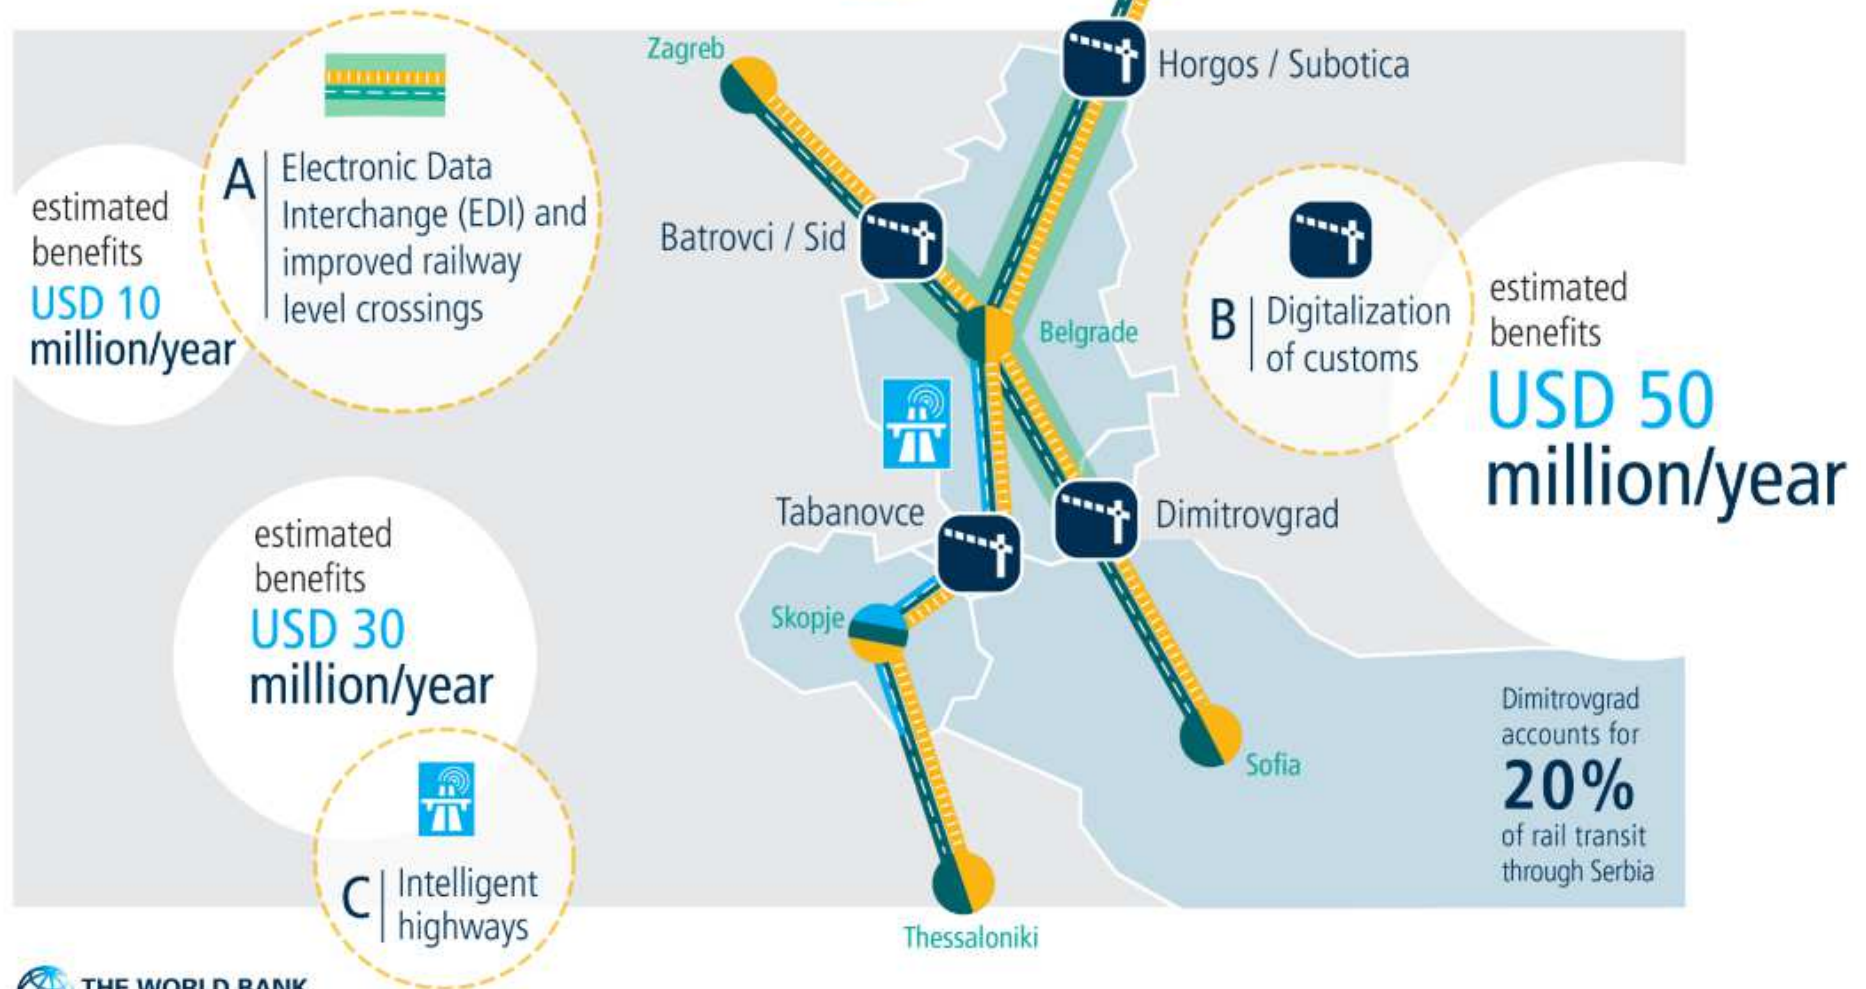 Zagreb
Horgos / Subotica
A
Electronic Data
Interchange (EDI) and
improved railway
level crossings
estimated
benefits
USD 10
million/year
Batrovci / Sid
Belgrade
B
Digitalization
of customs
estimated
benefits
USD 50
million/year
Tabanovce
Dimitrovgrad
estimated
benefits
USD 30
million/year
Skopje
Sofia
Dimitrovgrad
accounts for
20%
of rail transit
through Serbia
C
Intelligent
highways
Thessaloniki
THE WORLD BANK